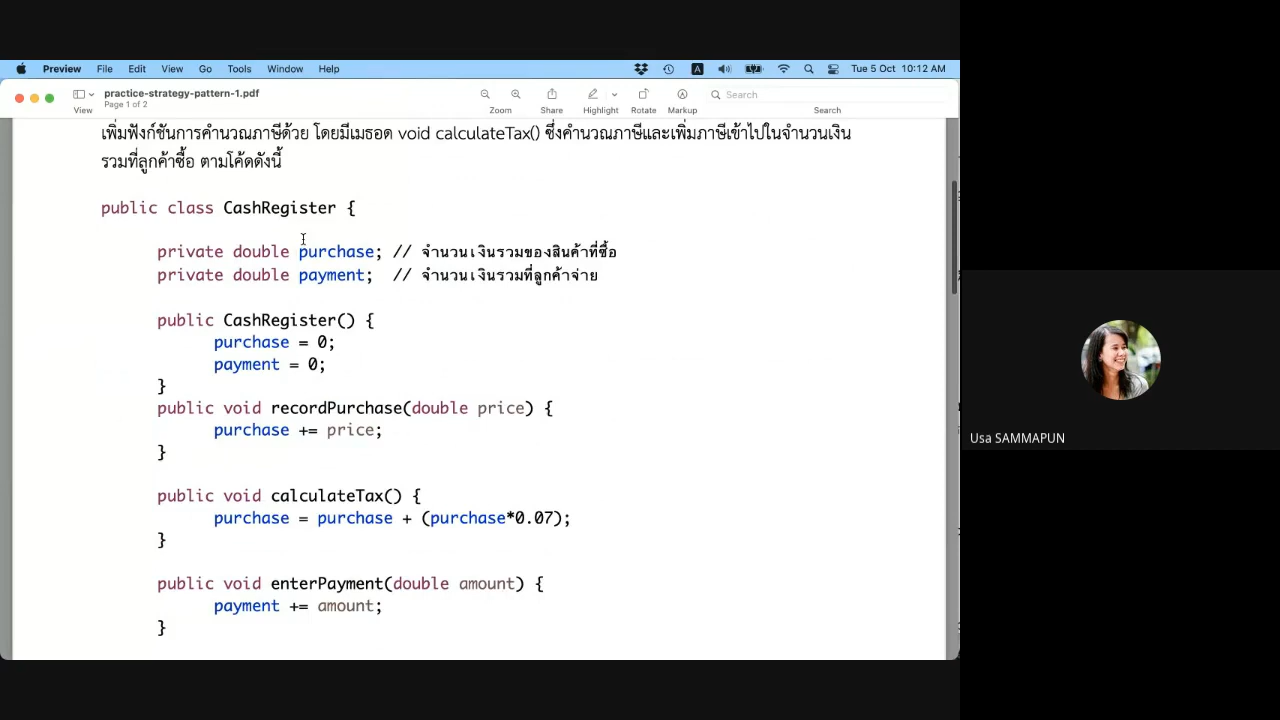 Preview File Edit View Go Tools Window Help A Tue 5 Oct 10:12 AM
practice-strategy-pattern-1.pdf
Page 1 of 2
View Zoom Share Highlight Rotate Markup Search
Search
เพิ่มฟังก์ชันการคำนวณภาษีด้วย โดยมีเมธอด void calculateTax() ซึ่งคำนวณภาษีและเพิ่มภาษีเข้าไปในจำนวนเงิน
รวมที่ลูกค้าซื้อ ตามโค้ดดังนี้
public class CashRegister {
private double purchase; // จำนวนเงินรวมของสินค้าที่ซื้อ
private double payment; // จำนวนเงินรวมที่ลูกค้าจ่าย
public CashRegister() {
purchase = 0;
payment = 0;
}
public void recordPurchase(double price) {
purchase += price;
}
public void calculateTax() {
purchase = purchase + (purchase*0.07);
}
public void enterPayment(double amount) {
payment += amount;
}
Usa SAMMAPUN